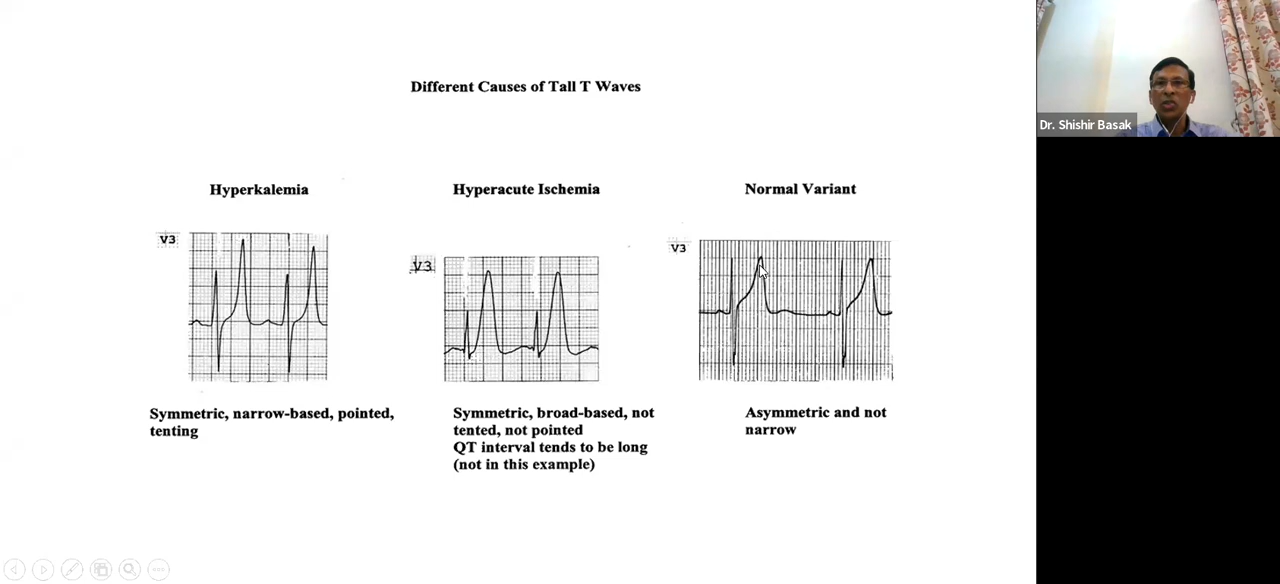 Different Causes of Tall T Waves
Dr. Shishir Basak
Hyperkalemia
Hyperacute Ischemia
Normal Variant
V3
V3
V3
Symmetric, narrow-based, pointed,
tenting
Symmetric, broad-based, not
tented, not pointed
QT interval tends to be long
(not in this example)
Asymmetric and not
narrow